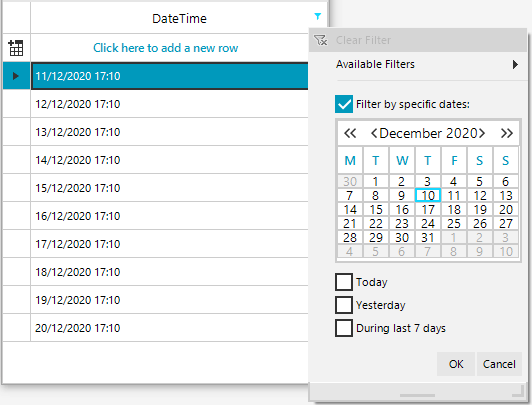 DateTime
Click here to add a new row
11/12/2020 17:10
12/12/2020 17:10
13/12/2020 17:10
14/12/2020 17:10
15/12/2020 17:10
16/12/2020 17:10
17/12/2020 17:10
18/12/2020 17:10
19/12/2020 17:10
20/12/2020 17:10
Clear Filter
Available Filters
Filter by specific dates:
December 2020
M T W T F S S
30 1 2 3 4 5 6
7 8 9 10 11 12 13
14 15 16 17 18 19 20
21 22 23 24 25 26 27
28 29 30 31 1 2 3
4 5 6 7 8 9 10
Today
Yesterday
During last 7 days
OK Cancel